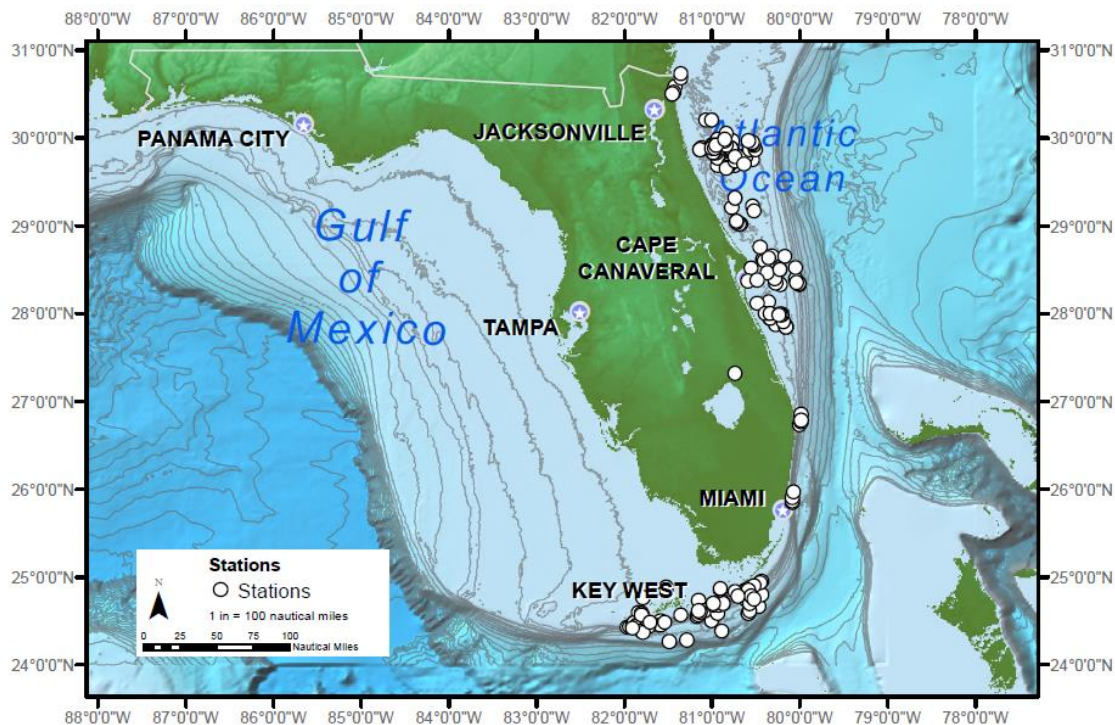 88°0'0"W 87°0'0"W 86°0'0"W 85°0'0"W 84°0'0"W 83°0'0"W 82°0'0"W 81°0'0"W 80°0'0"W 79°0'0"W 78°0'0"W
31°0'0"N 31°0'0"N
30°0'0"N 30°0'0"N
29°0'0"N 29°0'0"N
28°0'0"N 28°0'0"N
27°0'0"N 27°0'0"N
26°0'0"N 26°0'0"N
25°0'0"N 25°0'0"N
24°0'0"N 24°0'0"N
PANAMA CITY
JACKSONVILLE
Atlantic
Ocean
Gulf
of
Mexico
CAPE
CANAVERAL
TAMPA
MIAMI
KEY WEST
Stations
N
Stations
1 in = 100 nautical miles
0 25 50 75 100
Nautical Miles
88°0'0"W 87°0'0"W 86°0'0"W 85°0'0"W 84°0'0"W 83°0'0"W 82°0'0"W 81°0'0"W 80°0'0"W 79°0'0"W 78°0'0"W